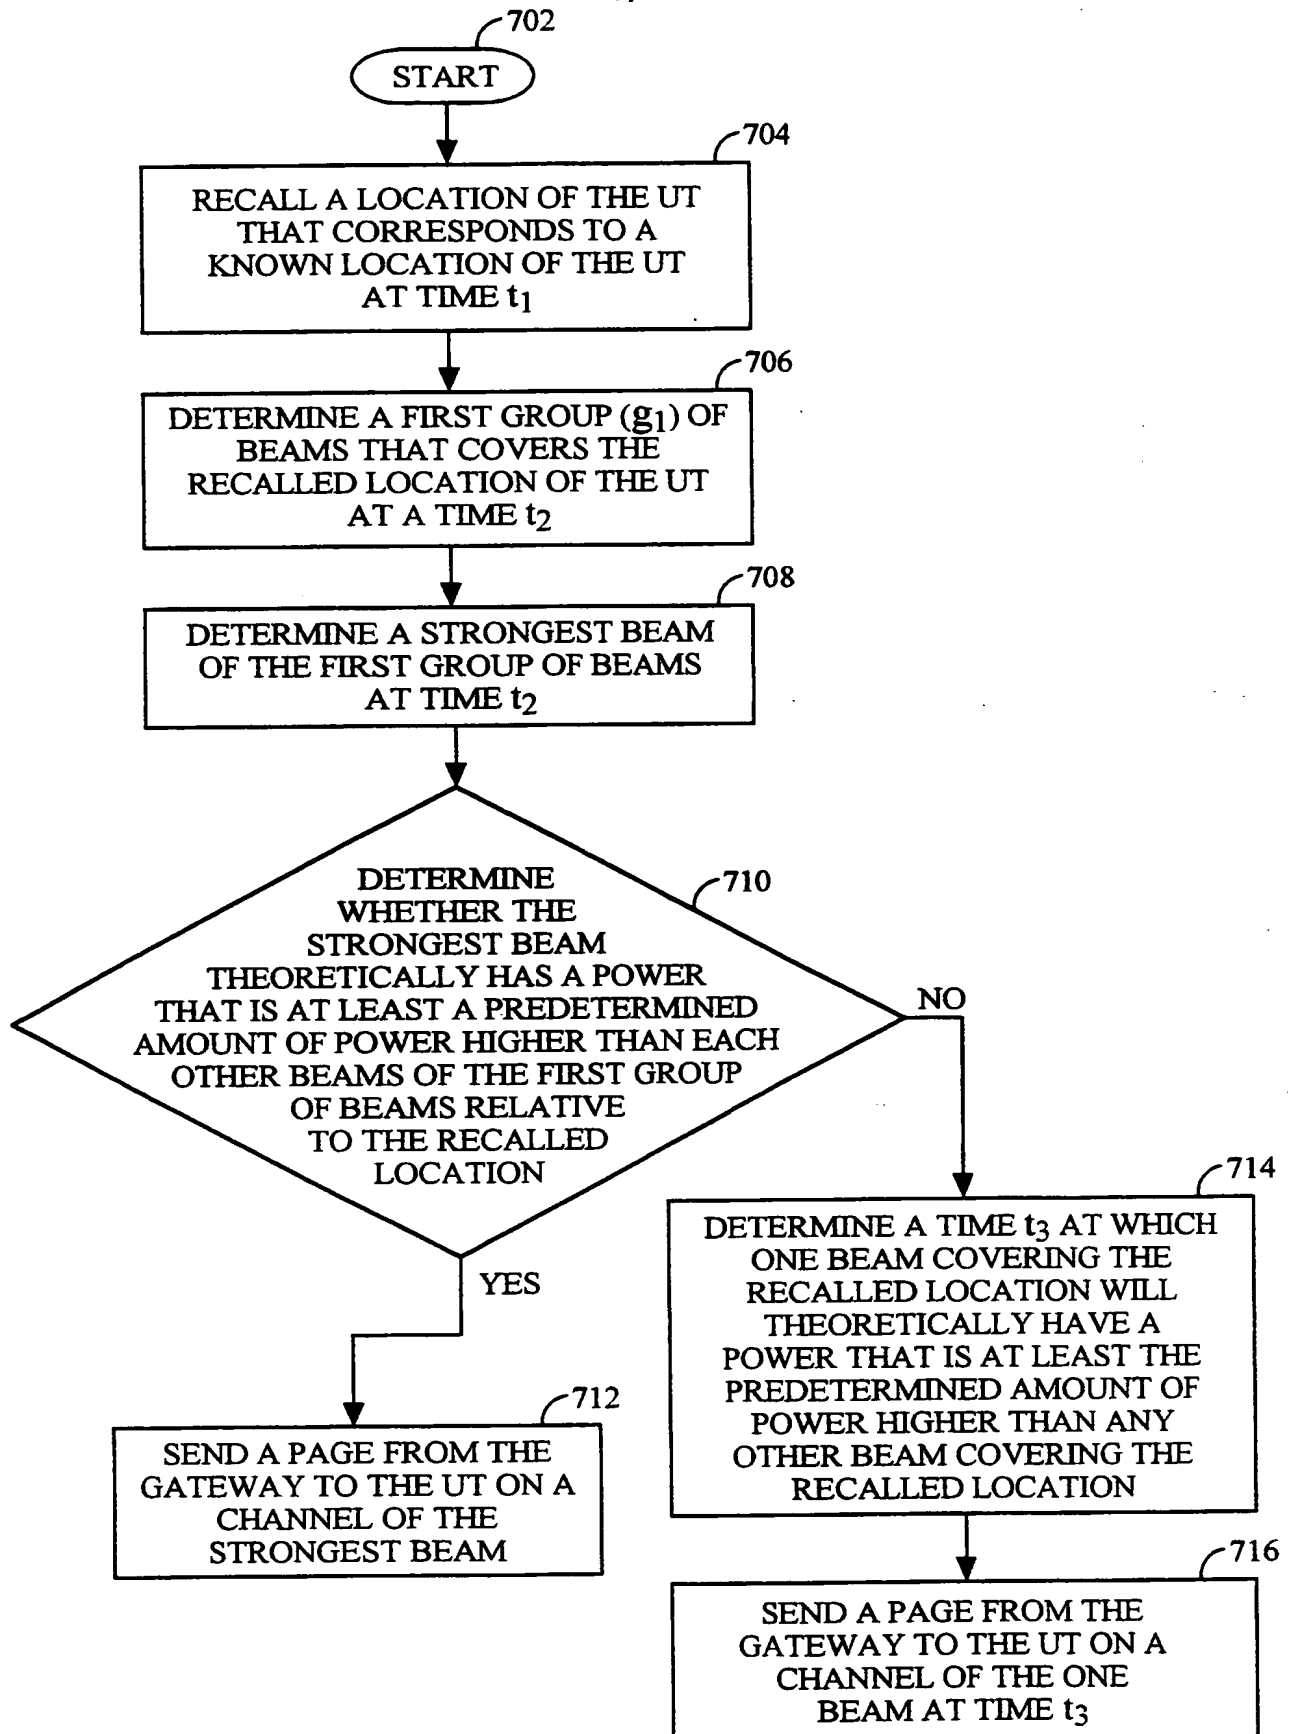 702
START
704
RECALL A LOCATION OF THE UT
THAT CORRESPONDS TO A
KNOWN LOCATION OF THE UT
AT TIME t1
706
DETERMINE A FIRST GROUP (g1) OF
BEAMS THAT COVERS THE
RECALLED LOCATION OF THE UT
AT A TIME t2
708
DETERMINE A STRONGEST BEAM
OF THE FIRST GROUP OF BEAMS
AT TIME t2
710
DETERMINE
WHETHER THE
STRONGEST BEAM
THEORETICALLY HAS A POWER
THAT IS AT LEAST A PREDETERMINED
AMOUNT OF POWER HIGHER THAN EACH
OTHER BEAMS OF THE FIRST GROUP
OF BEAMS RELATIVE
TO THE RECALLED
LOCATION
NO
YES
712
SEND A PAGE FROM THE
GATEWAY TO THE UT ON A
CHANNEL OF THE
STRONGEST BEAM
714
DETERMINE A TIME t3 AT WHICH
ONE BEAM COVERING THE
RECALLED LOCATION WILL
THEORETICALLY HAVE A
POWER THAT IS AT LEAST THE
PREDETERMINED AMOUNT OF
POWER HIGHER THAN ANY
OTHER BEAM COVERING THE
RECALLED LOCATION
716
SEND A PAGE FROM THE
GATEWAY TO THE UT ON A
CHANNEL OF THE ONE
BEAM AT TIME t3